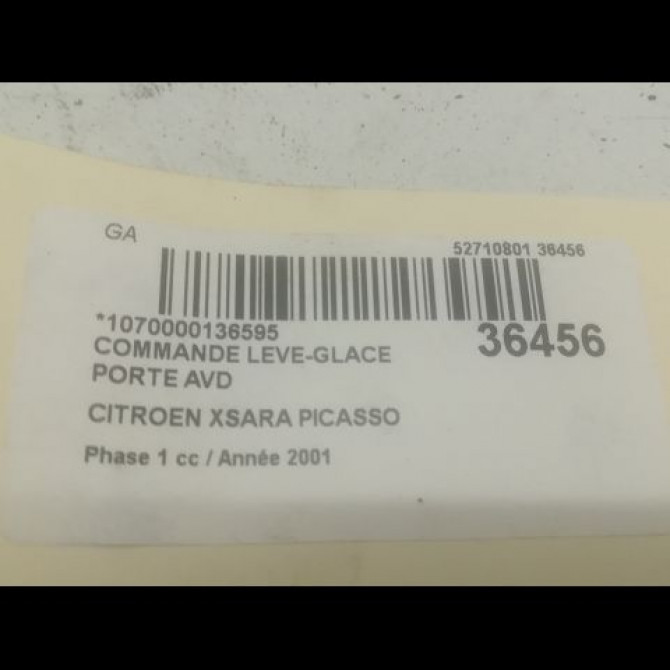 GA
52710801 36456
*1070000136595
36456
COMMANDE LEVE-GLACE
PORTE AVD
CITROEN XSARA PICASSO
Phase 1 cc / Année 2001